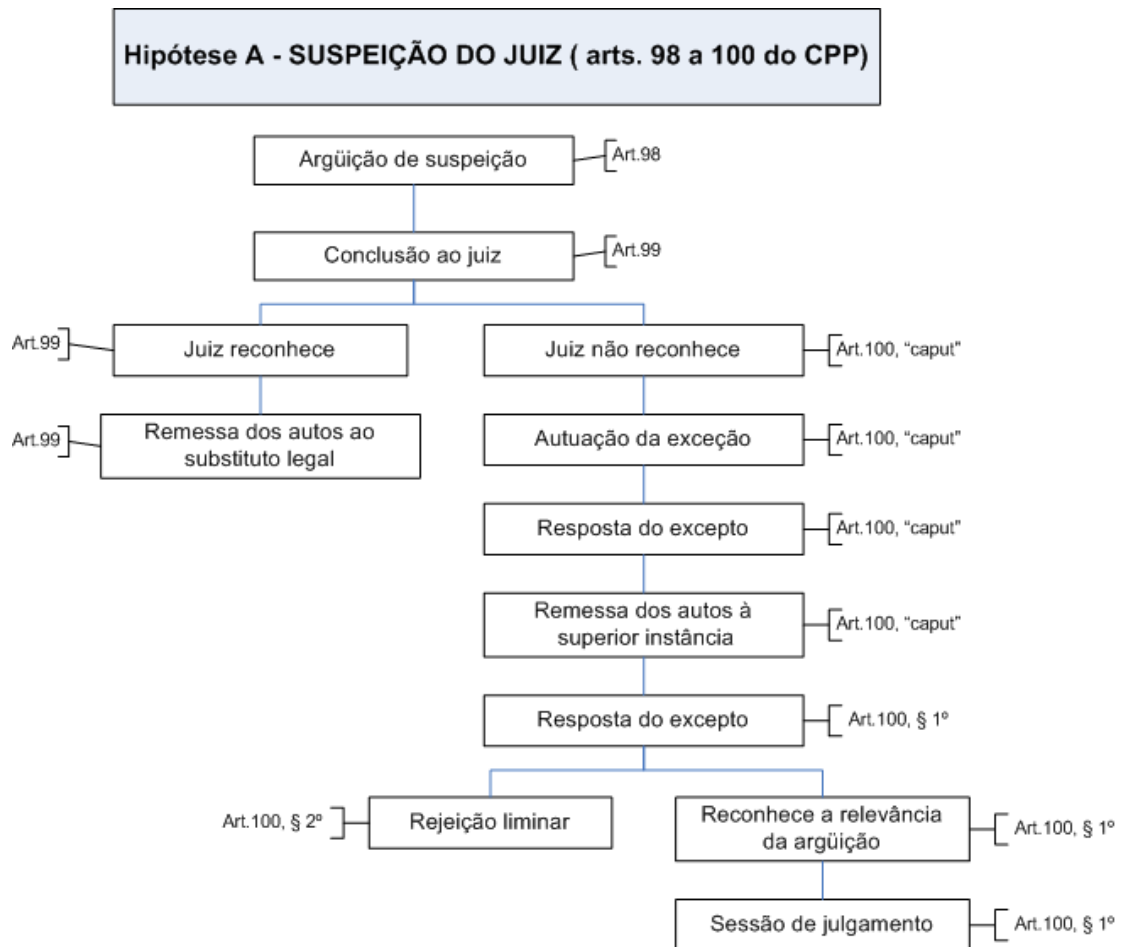 Hipótese A - SUSPEIÇÃO DO JUIZ ( arts. 98 a 100 do CPP)
Argüição de suspeição
Art.98
Conclusão ao juiz
Art.99
Art.99
Juiz reconhece
Juiz não reconhece
Art.100, “caput”
Art.99
Remessa dos autos ao
substituto legal
Autuação da exceção
Art.100, “caput”
Resposta do excepto
Art.100, “caput”
Remessa dos autos à
superior instância
Art.100, “caput”
Resposta do excepto
Art.100, § 1º
Art.100, § 2º
Rejeição liminar
Reconhece a relevância
da argüição
Art.100, § 1º
Sessão de julgamento
Art.100, § 1º